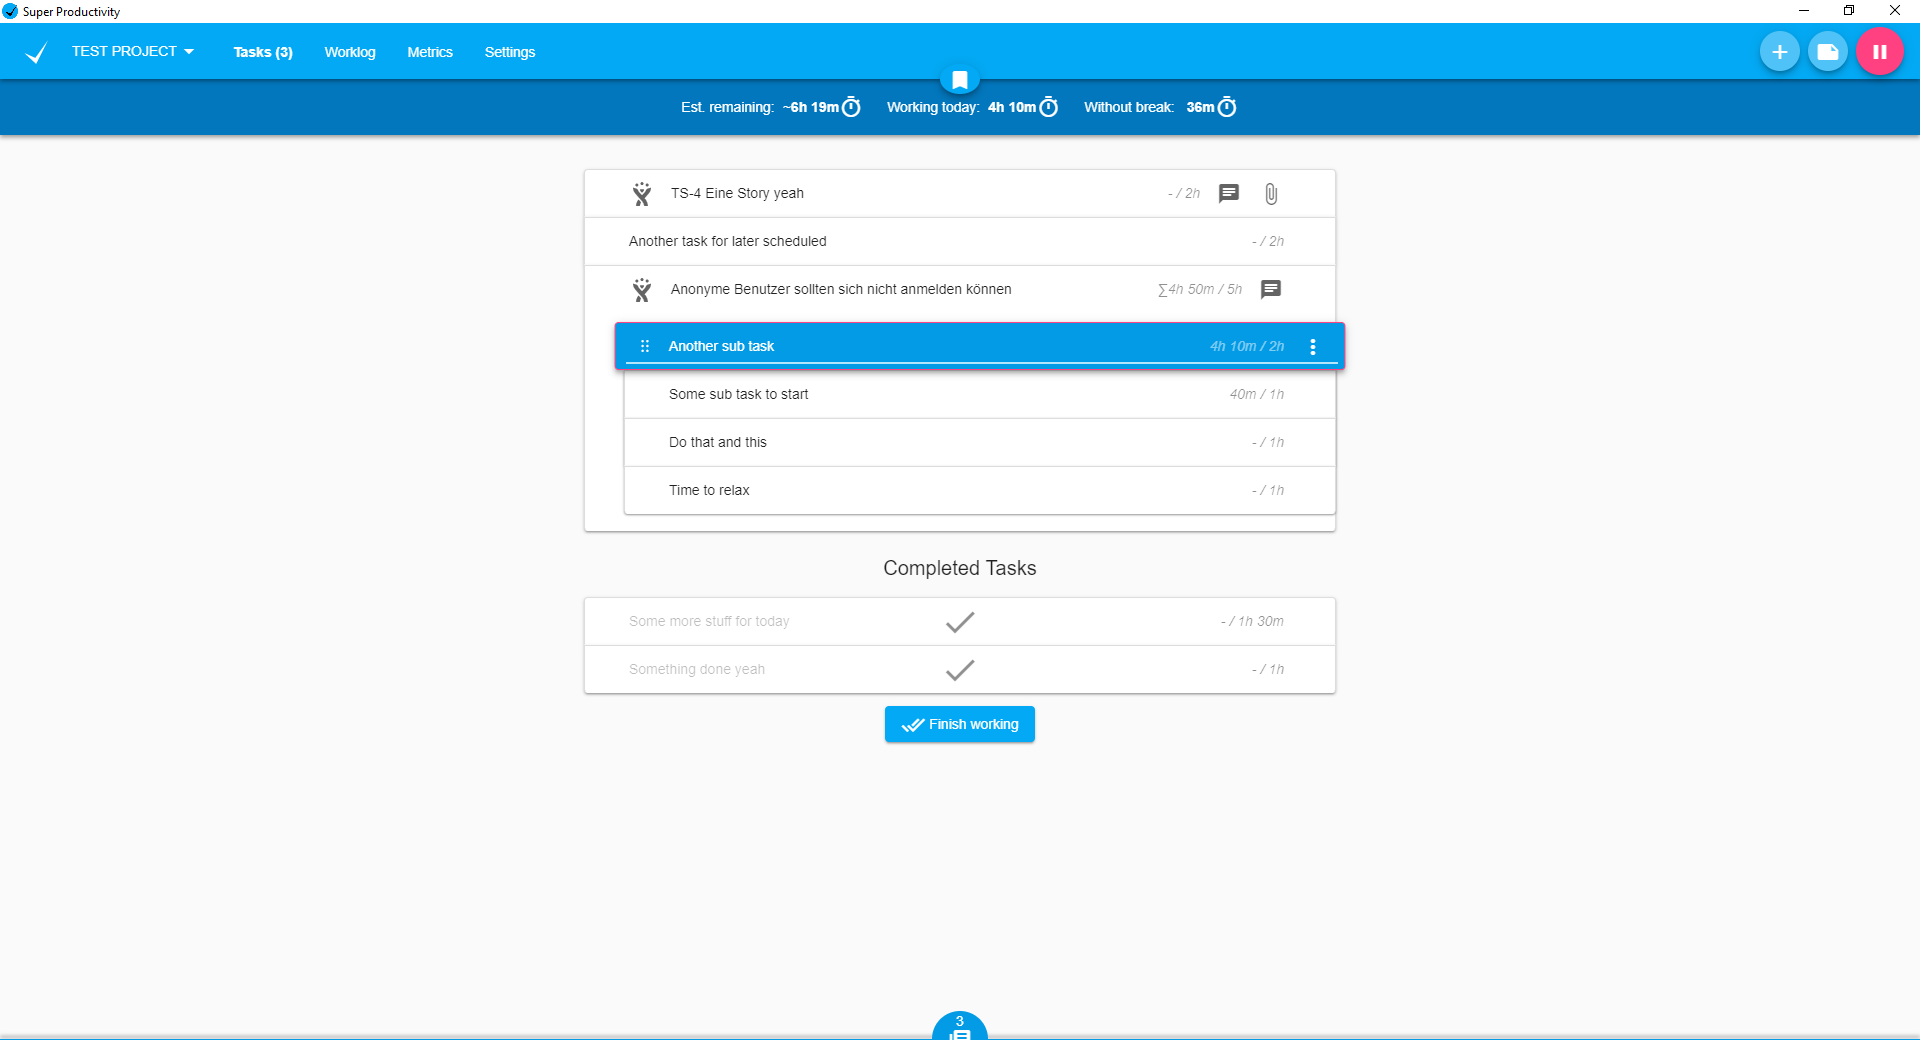 Super Productivity
TEST PROJECT Tasks (3) Worklog Metrics Settings
Est. remaining: ~6h 19m Working today: 4h 10m Without break: 36m
TS-4 Eine Story yeah - / 2h
Another task for later scheduled - / 2h
Anonyme Benutzer sollten sich nicht anmelden können ∑4h 50m / 5h
Another sub task 4h 10m / 2h
Some sub task to start 40m / 1h
Do that and this - / 1h
Time to relax - / 1h
Completed Tasks
Some more stuff for today - / 1h 30m
Something done yeah - / 1h
Finish working
3